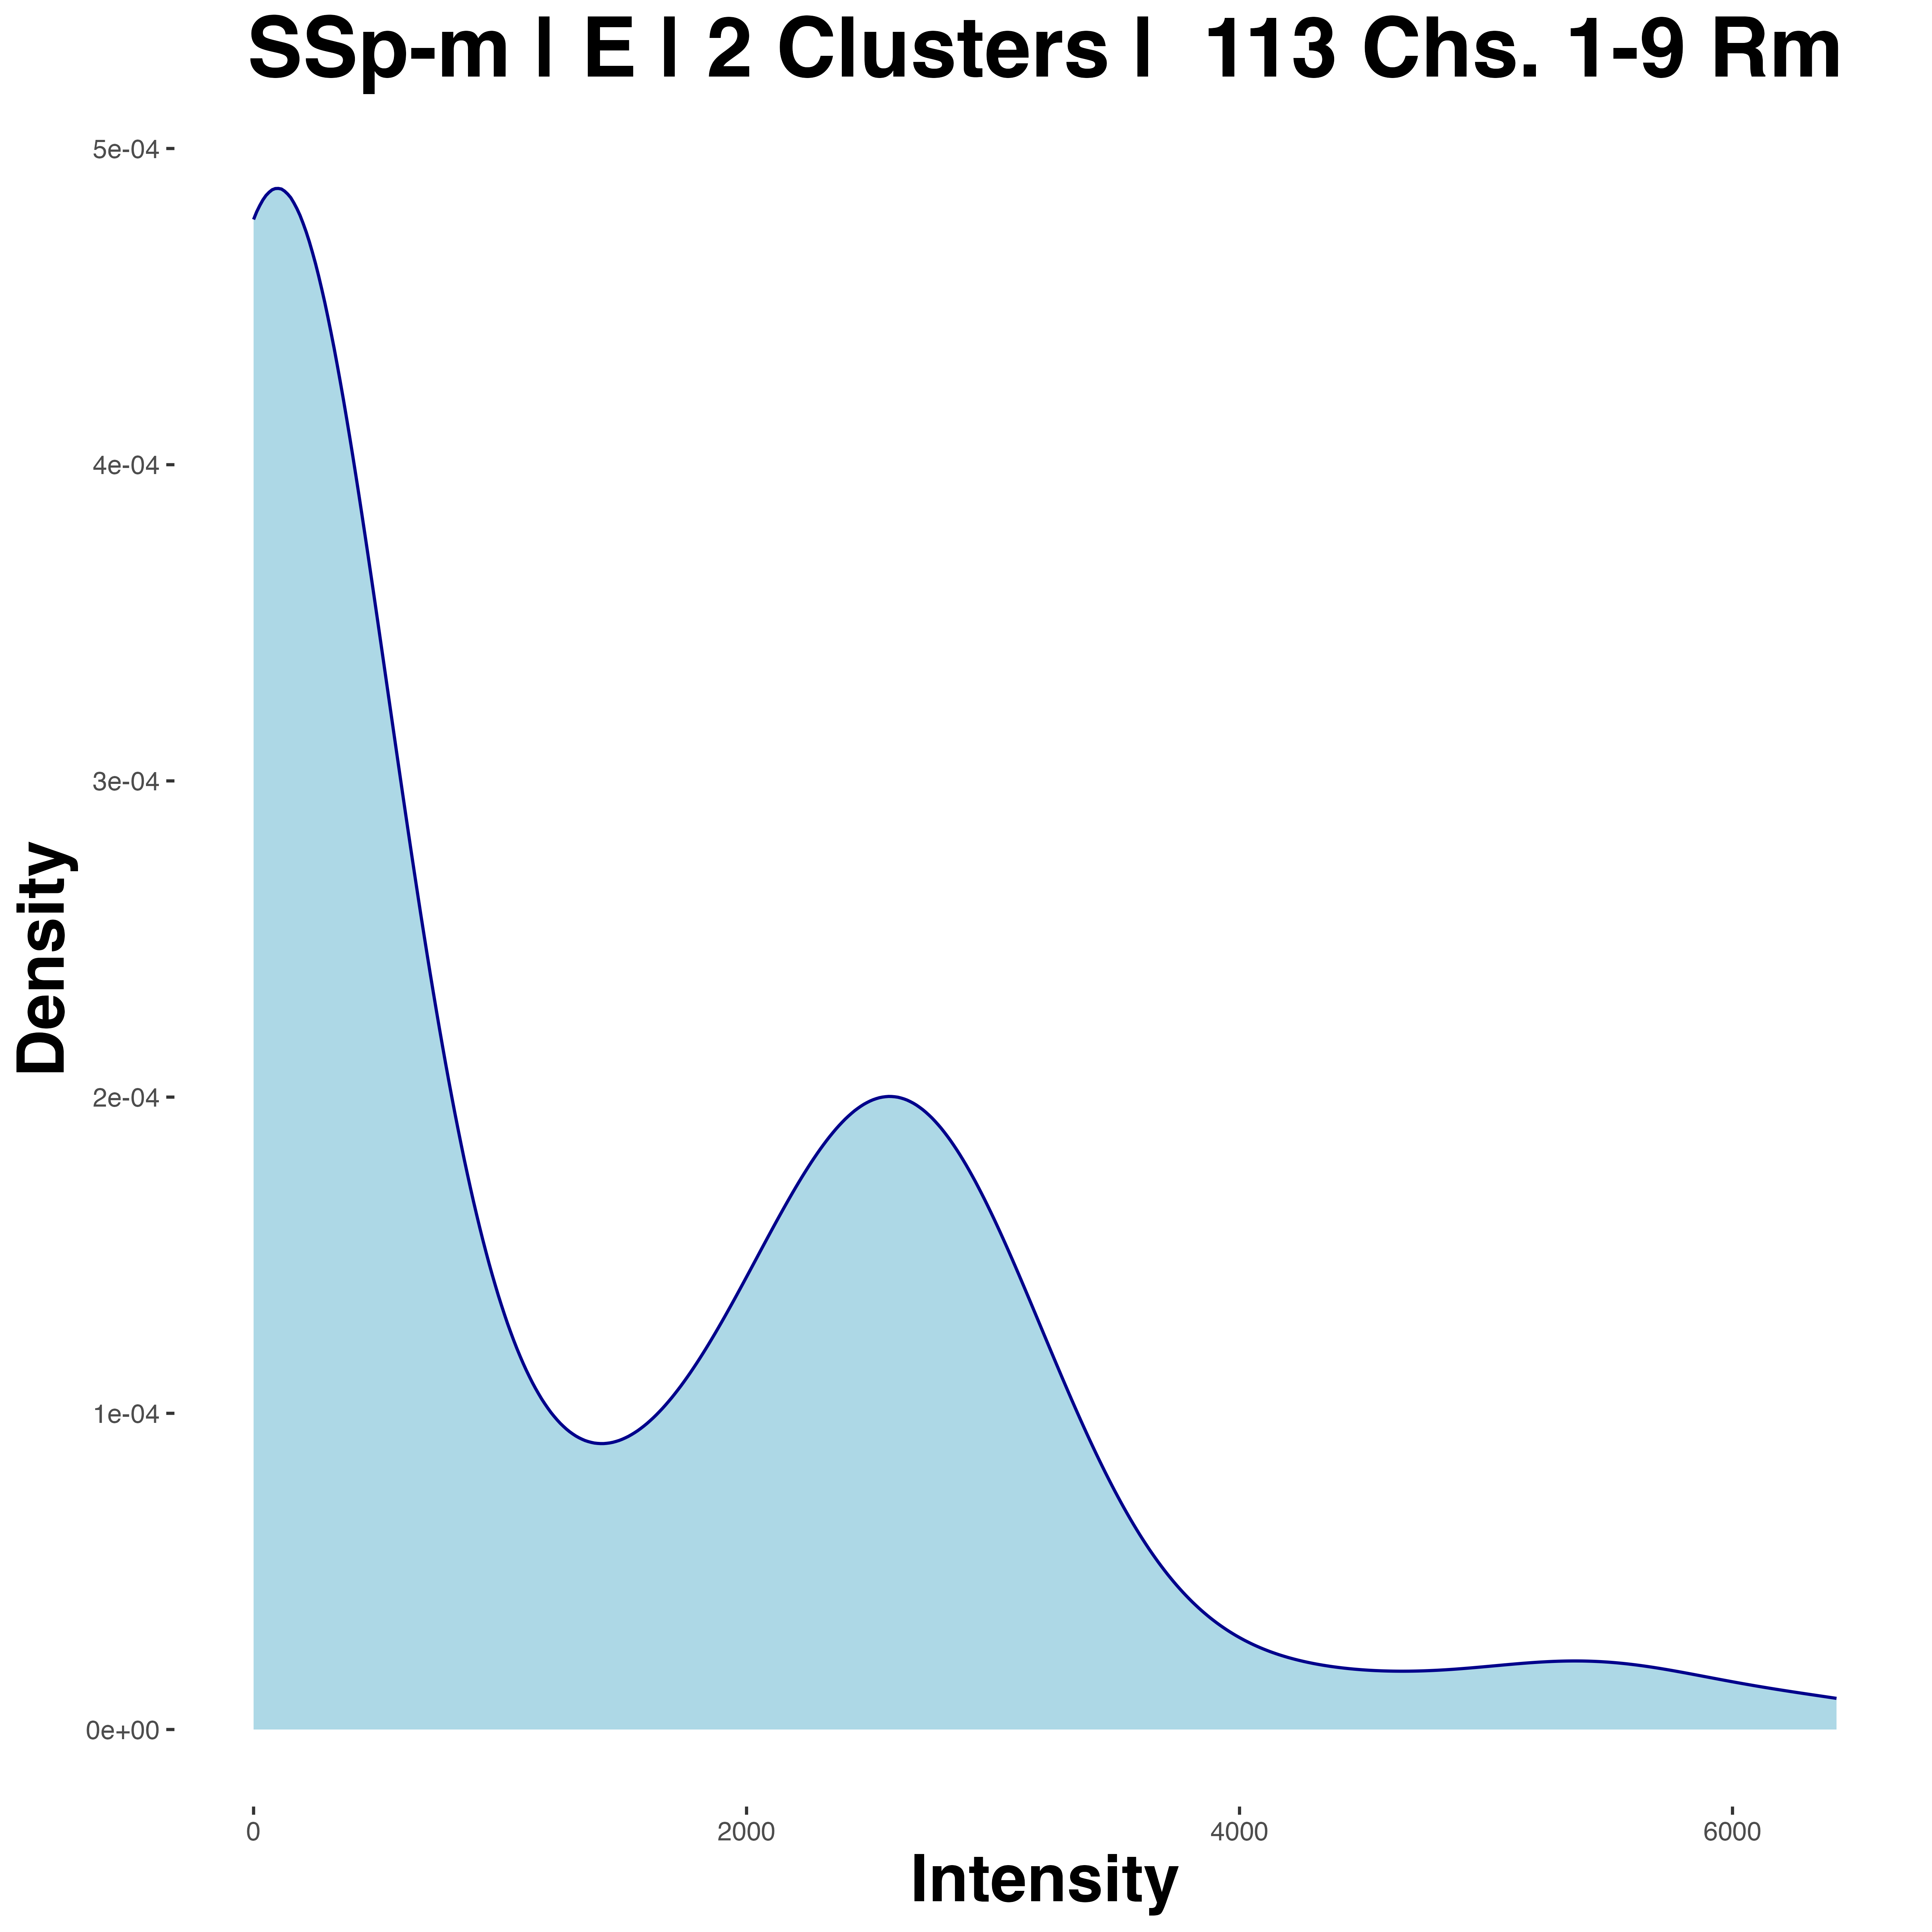 SSp-m | E | 2 Clusters |  113 Chs. 1-9 Rm
5e-04
4e-04
3e-04
2e-04
1e-04
0e+00
Density
0 2000 4000 6000
Intensity